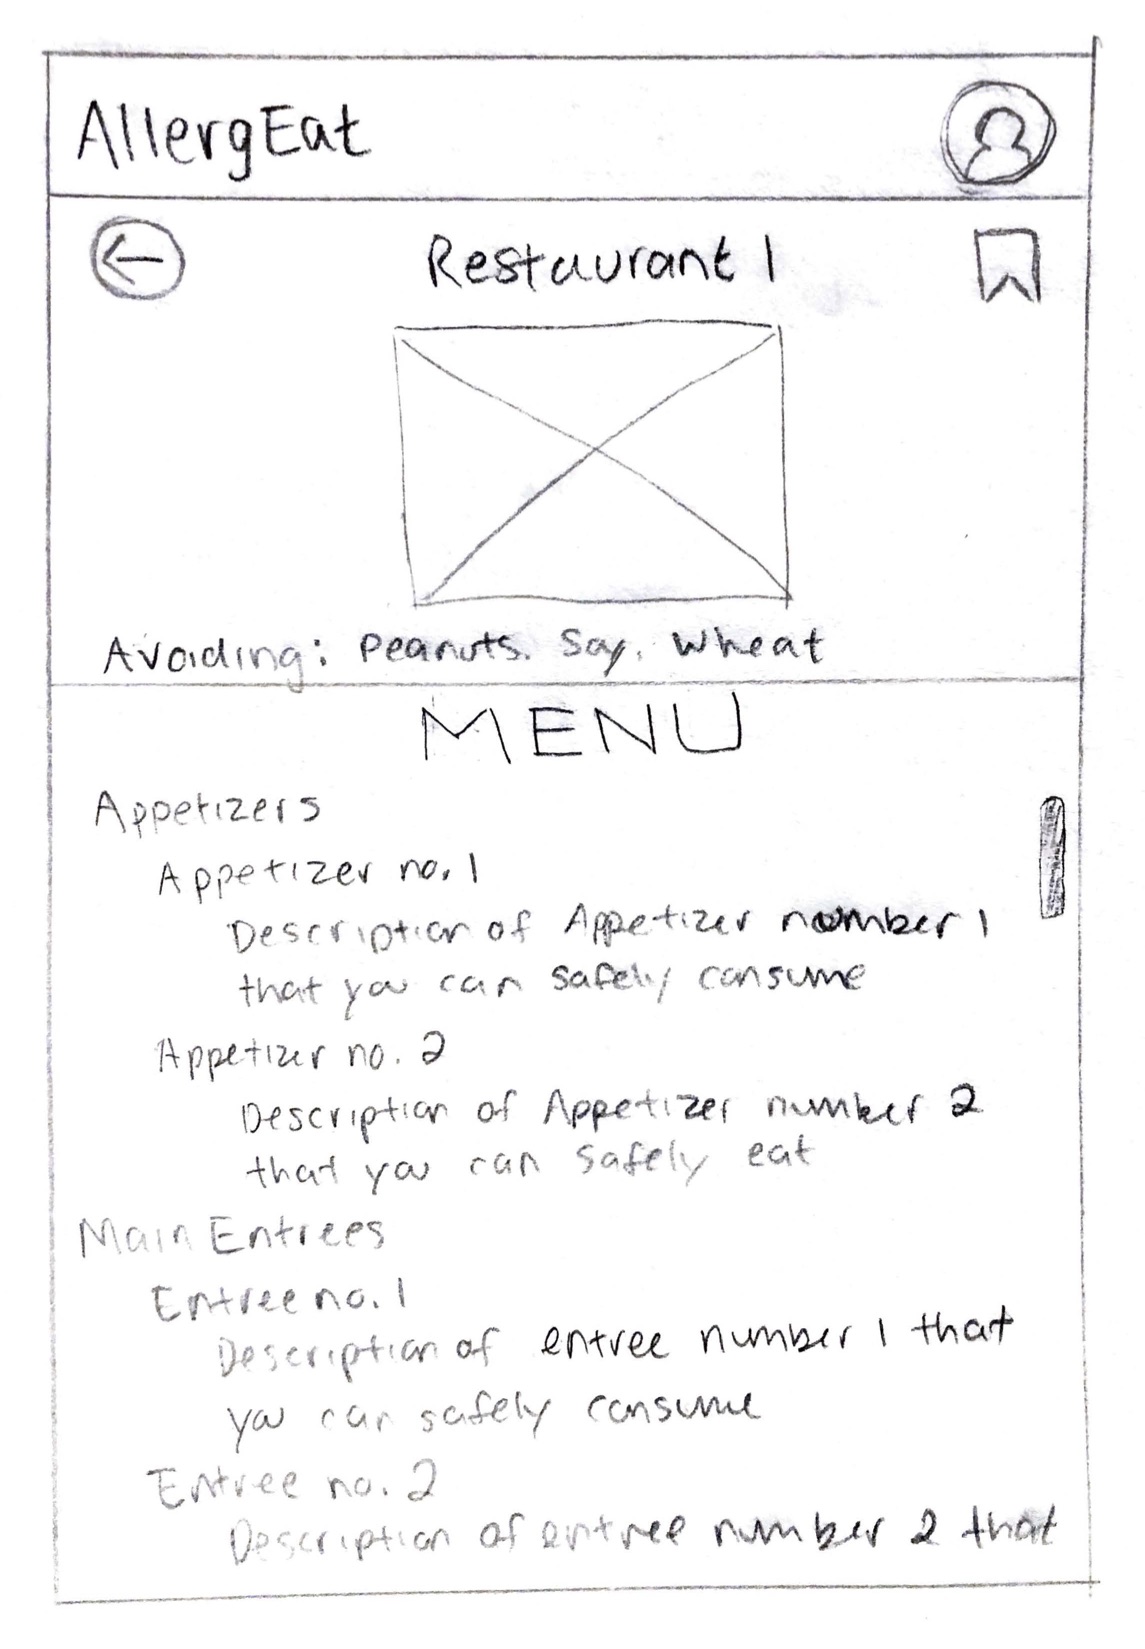 AllergEat
Restaurant 1
Avoiding: Peanuts. Soy, Wheat
MENU
Appetizers
Appetizer no. 1
Description of Appetizer number 1
that you can safely consume
Appetizer no. 2
Description of Appetizer number 2
that you can safely eat
Main Entrees
Entree no. 1
Description of entree number 1 that
you can safely consume
Entree no. 2
Description of entree number 2 that